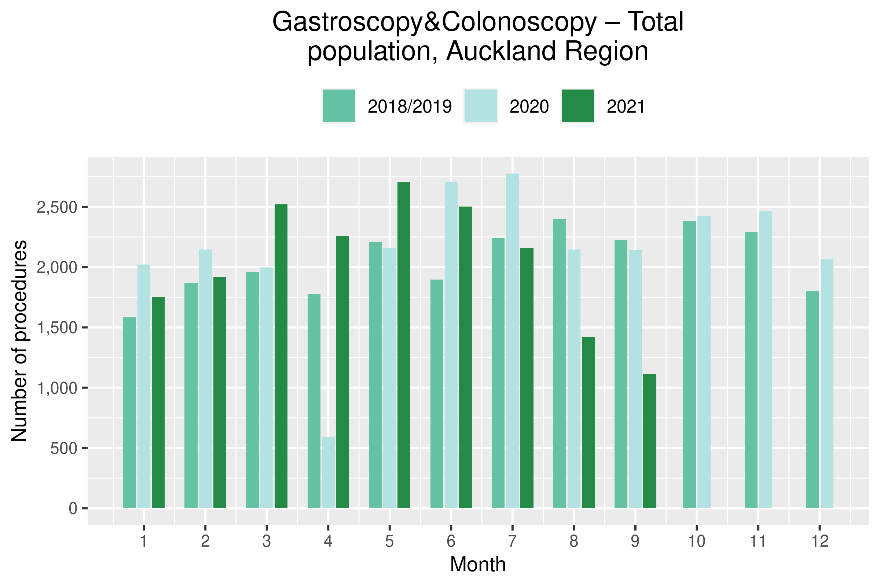 Gastroscopy&Colonoscopy – Total
population, Auckland Region
2018/2019 2020 2021
Number of procedures
2,500
2,000
1,500
1,000
500
0
1 2 3 4 5 6 7 8 9 10 11 12
Month